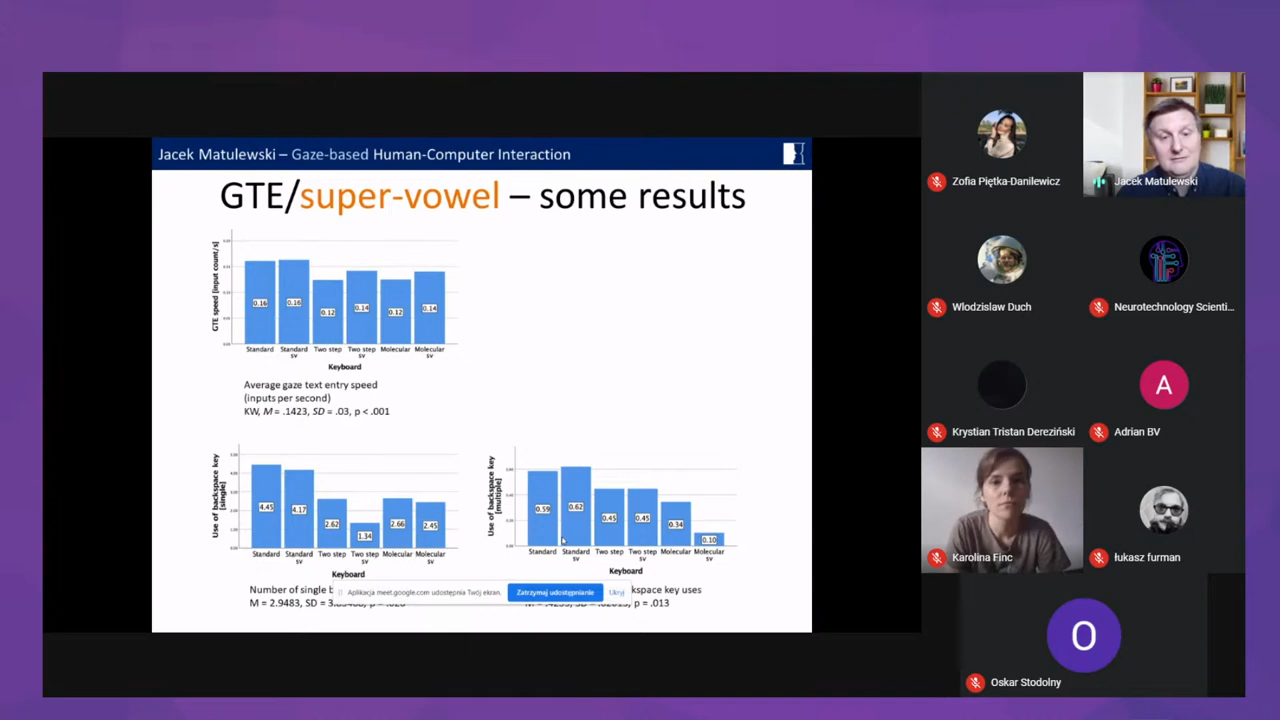 Jacek Matulewski – Gaze-based Human-Computer Interaction
GTE/super-vowel – some results
GTE speed [input count/s]
0.16 0.16 0.12 0.14 0.12 0.14
Standard Standard sv Two step Two step sv Molecular Molecular sv
Keyboard
Average gaze text entry speed
(inputs per second)
KW, M = .1423, SD = .03, p < .001
Use of backspace key [single]
4.45 4.17 2.62 1.34 2.66 2.45
Standard Standard sv Two step Two step sv Molecular Molecular sv
Keyboard
Number of single
M = 2.9483, SD =
Use of backspace key [multiple]
0.59 0.62 0.45 0.45 0.34 0.10
Standard Standard sv Two step Two step sv Molecular Molecular sv
Keyboard
key uses
p = .013
Aplikacja meet.google.com udostępnia Twój ekran.
Zatrzymaj udostępnianie
Ukryj
Zofia Piętka-Danilewicz
Jacek Matulewski
Wlodzislaw Duch
Neurotechnology Scienti...
Krystian Tristan Dereziński
A
Adrian BV
Karolina Finc
łukasz furman
O
Oskar Stodolny